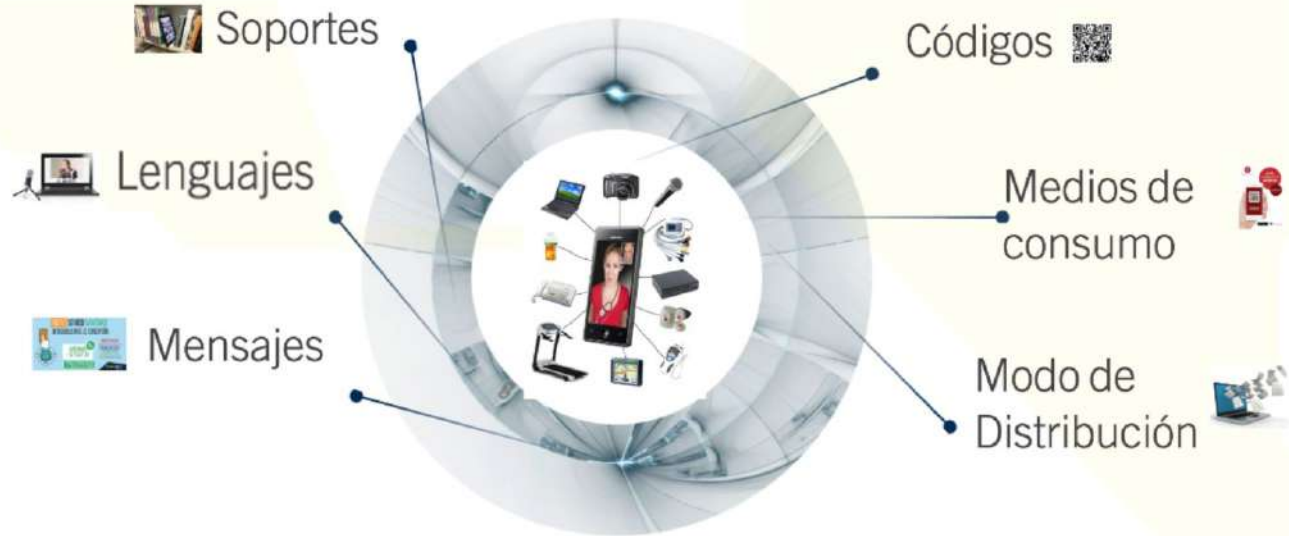 Soportes
Códigos
Lenguajes
Medios de
consumo
Mensajes
Modo de
Distribución